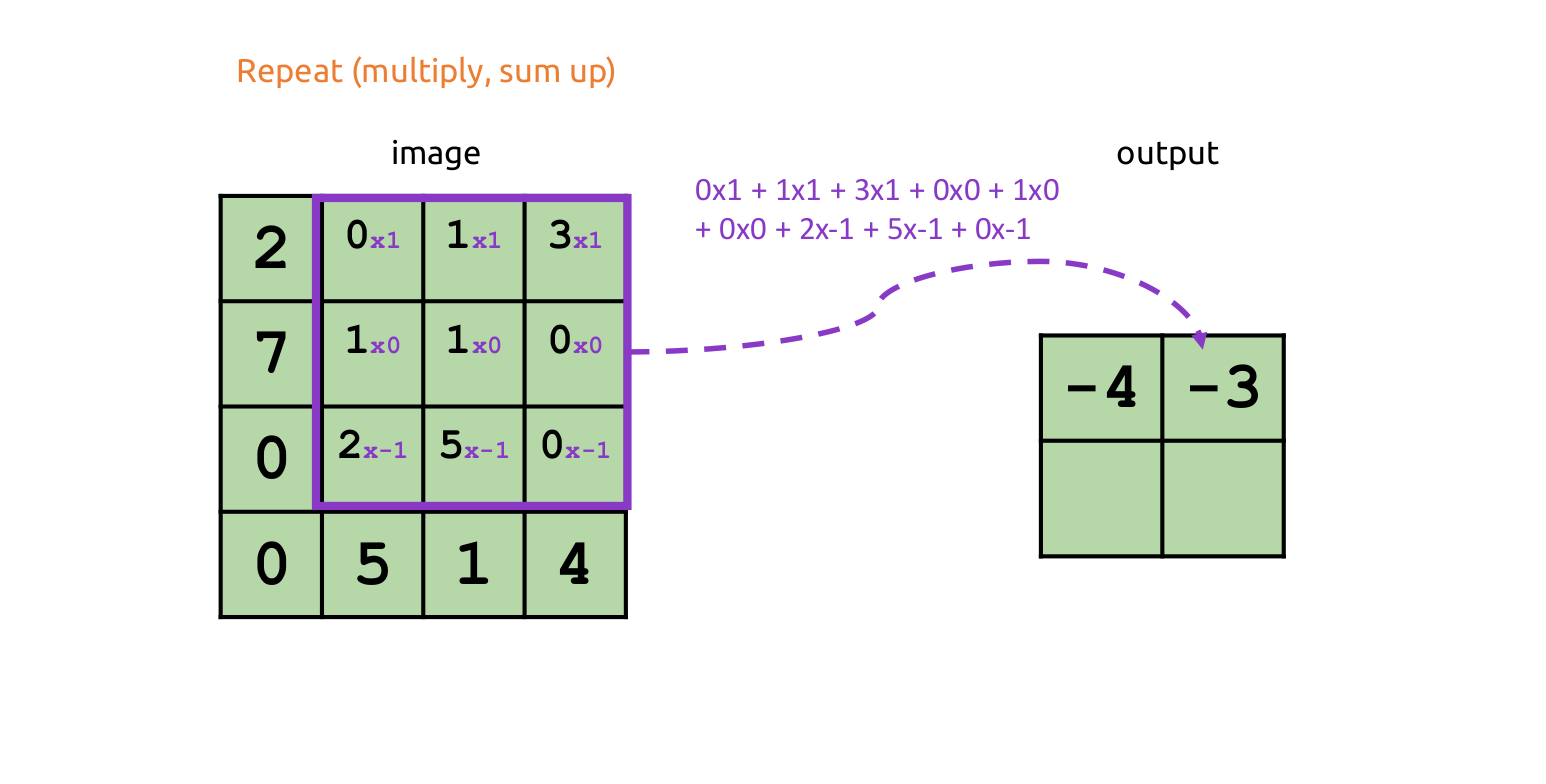 Repeat (multiply, sum up)
image
output
0x1 + 1x1 + 3x1 + 0x0 + 1x0
+ 0x0 + 2x-1 + 5x-1 + 0x-1
2 0x1 1x1 3x1
7 1x0 1x0 0x0
0 2x-1 5x-1 0x-1
0 5 1 4
-4 -3